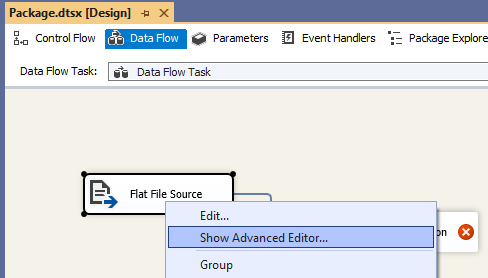 Package.dtsx [Design]
Control Flow Data Flow Parameters Event Handlers Package Explore
Data Flow Task: Data Flow Task
Flat File Source
Edit...
Show Advanced Editor... on
Group